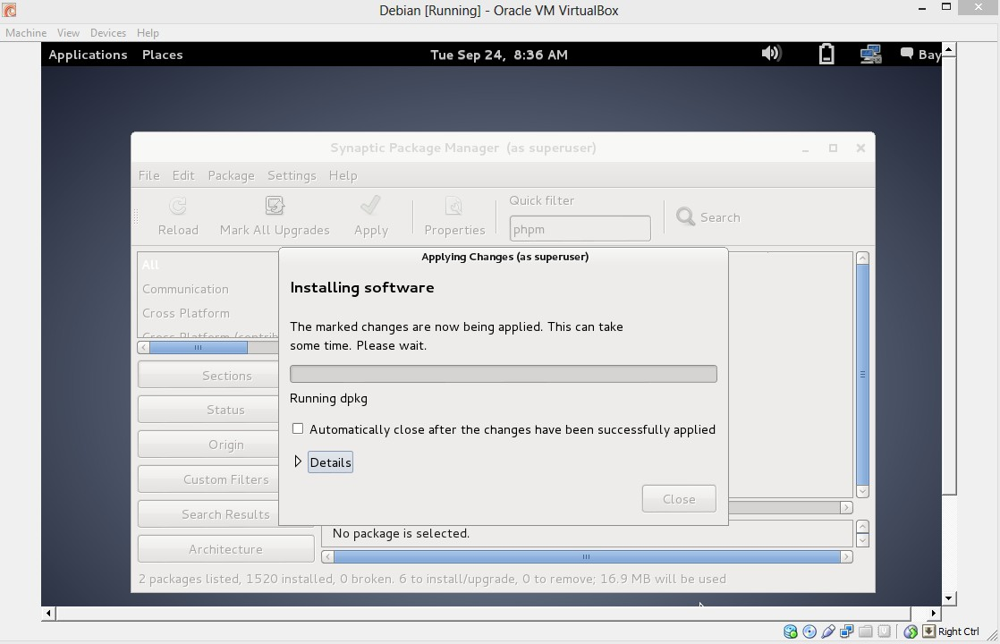 Debian [Running] - Oracle VM VirtualBox
Machine View Devices Help
Applications Places Tue Sep 24, 8:36 AM Bay
Synaptic Package Manager (as superuser)
File Edit Package Settings Help
Quick filter
Reload Mark All Upgrades Apply Properties phpm Search
Applying Changes (as superuser)
All
Communication
Cross Platform
Cross Platform (contrib
Installing software
The marked changes are now being applied. This can take
some time. Please wait.
Running dpkg
Automatically close after the changes have been successfully applied
Details
Close
Sections
Status
Origin
Custom Filters
Search Results
Architecture
No package is selected.
2 packages listed, 1520 installed, 0 broken. 6 to install/upgrade, 0 to remove; 16.9 MB will be used
Right Ctrl